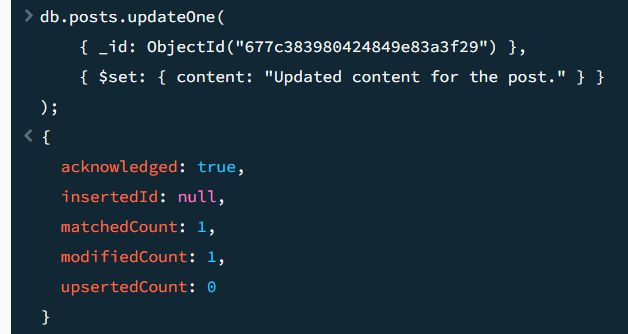 > db.posts.updateOne(
{ _id: ObjectId("677c383980424849e83a3f29") },
{ $set: { content: "Updated content for the post." } }
);
< {
acknowledged: true,
insertedId: null,
matchedCount: 1,
modifiedCount: 1,
upsertedCount: 0
}